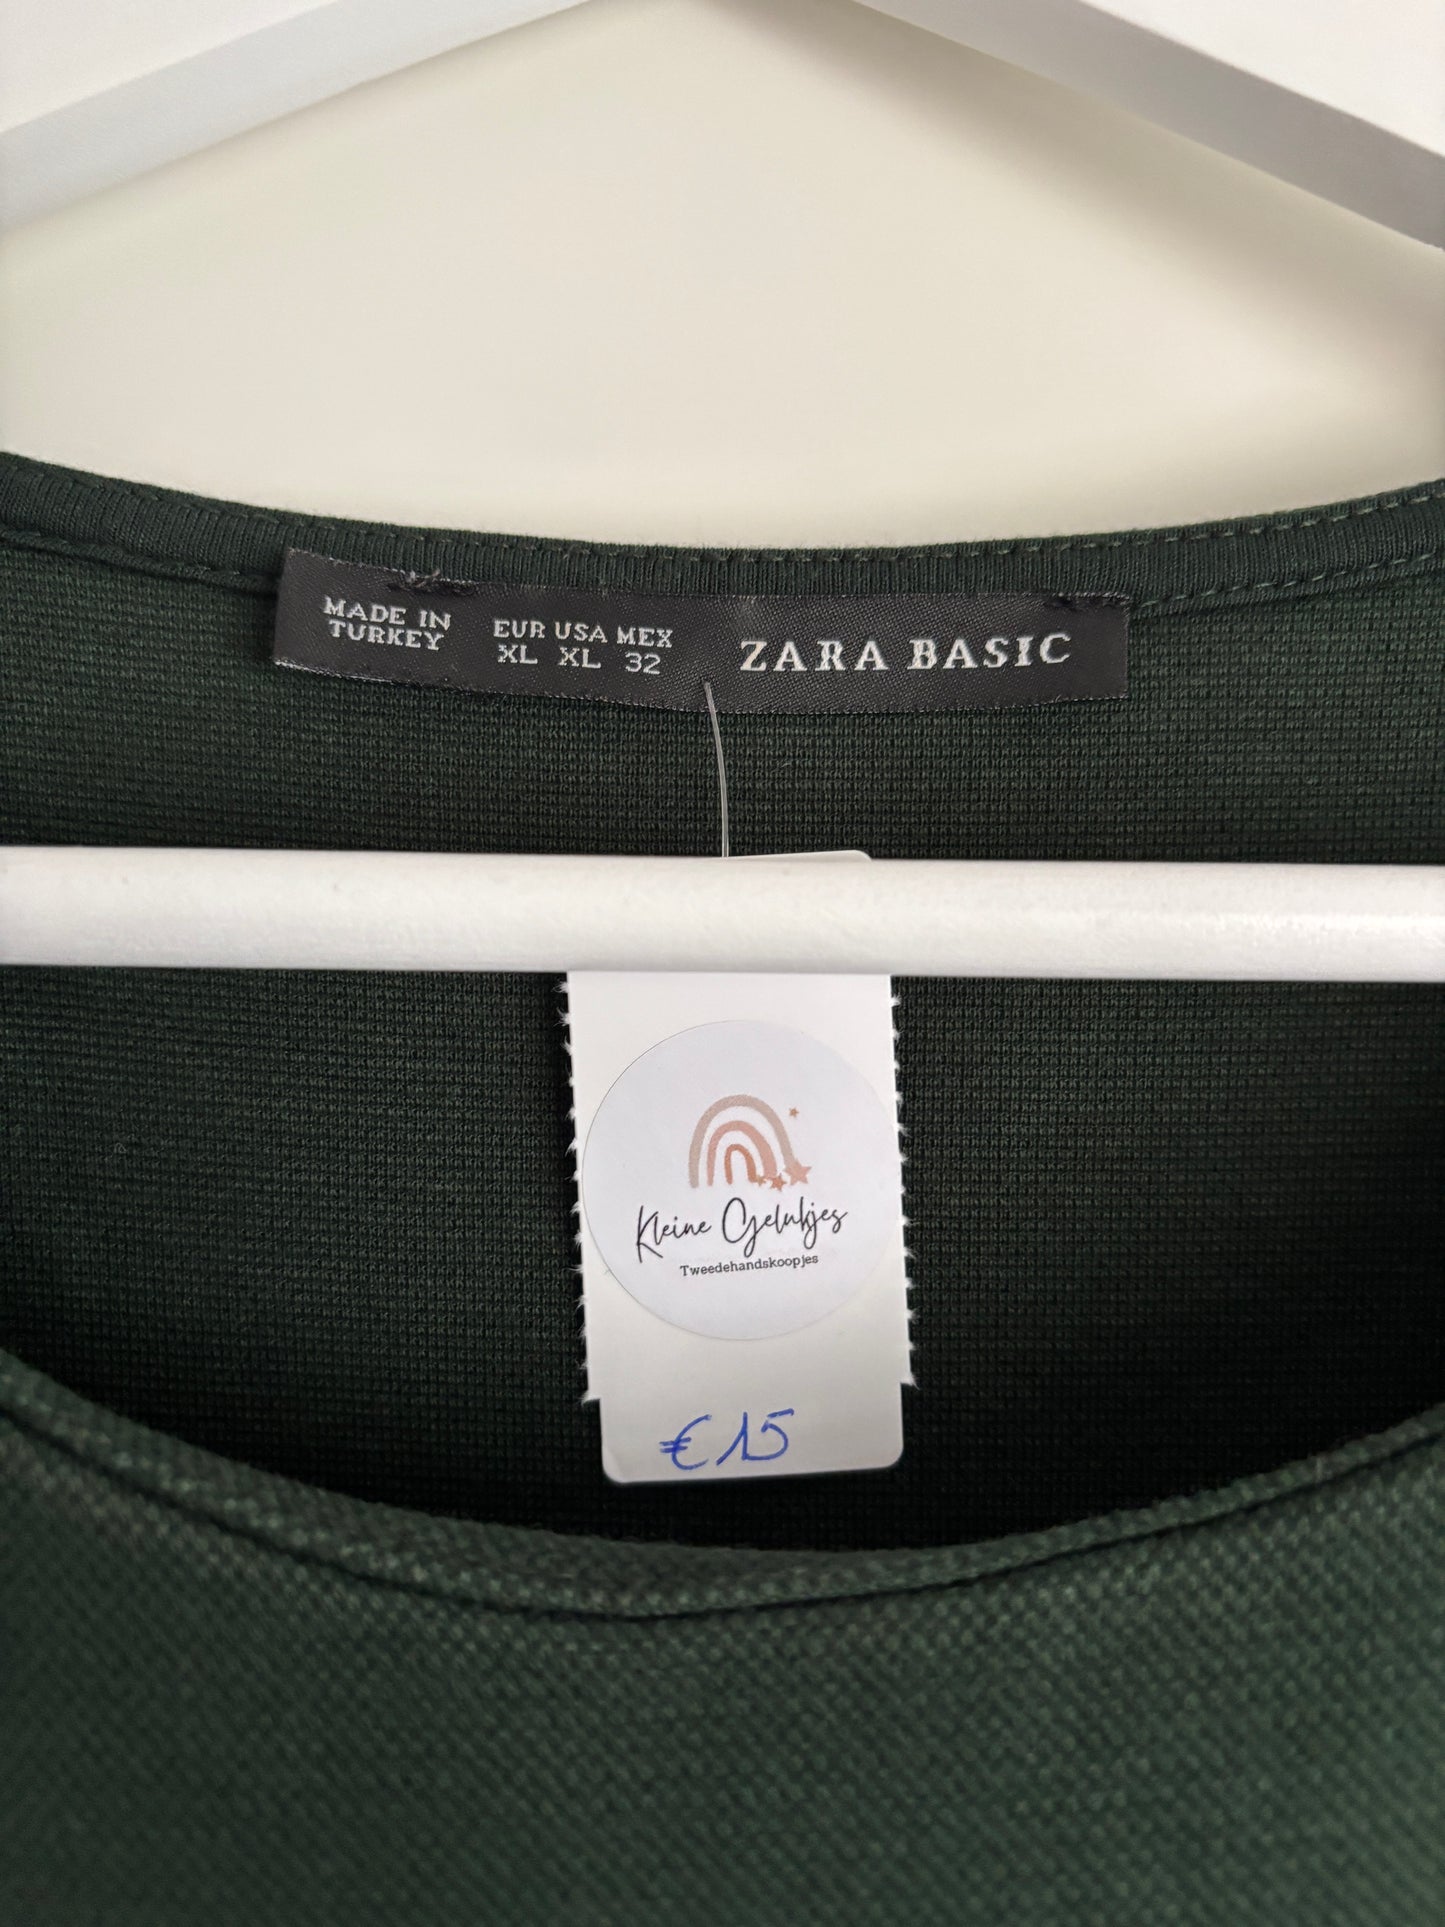 MADE IN
TURKEY
EUR USA MEX
XL XL 32
ZARA BASIC
Kleine Gelukjes
Tweedehandskoopjes
€15